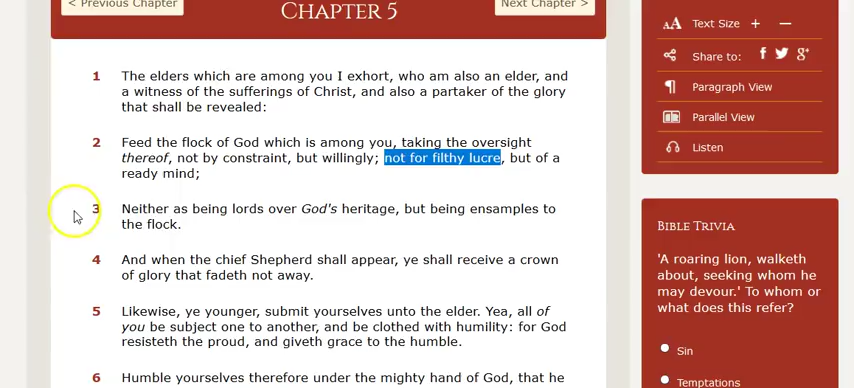 < Previous Chapter
CHAPTER 5
Next Chapter >
1 The elders which are among you I exhort, who am also an elder, and
a witness of the sufferings of Christ, and also a partaker of the glory
that shall be revealed:
2 Feed the flock of God which is among you, taking the oversight
thereof, not by constraint, but willingly; not for filthy lucre, but of a
ready mind;
3 Neither as being lords over God's heritage, but being ensamples to
the flock.
4 And when the chief Shepherd shall appear, ye shall receive a crown
of glory that fadeth not away.
5 Likewise, ye younger, submit yourselves unto the elder. Yea, all of
you be subject one to another, and be clothed with humility: for God
resisteth the proud, and giveth grace to the humble.
6 Humble yourselves therefore under the mighty hand of God, that he
AA Text Size + −
Share to: f g+
¶ Paragraph View
Parallel View
Listen
BIBLE TRIVIA
'A roaring lion, walketh
about, seeking whom he
may devour.' To whom or
what does this refer?
Sin
Temptations